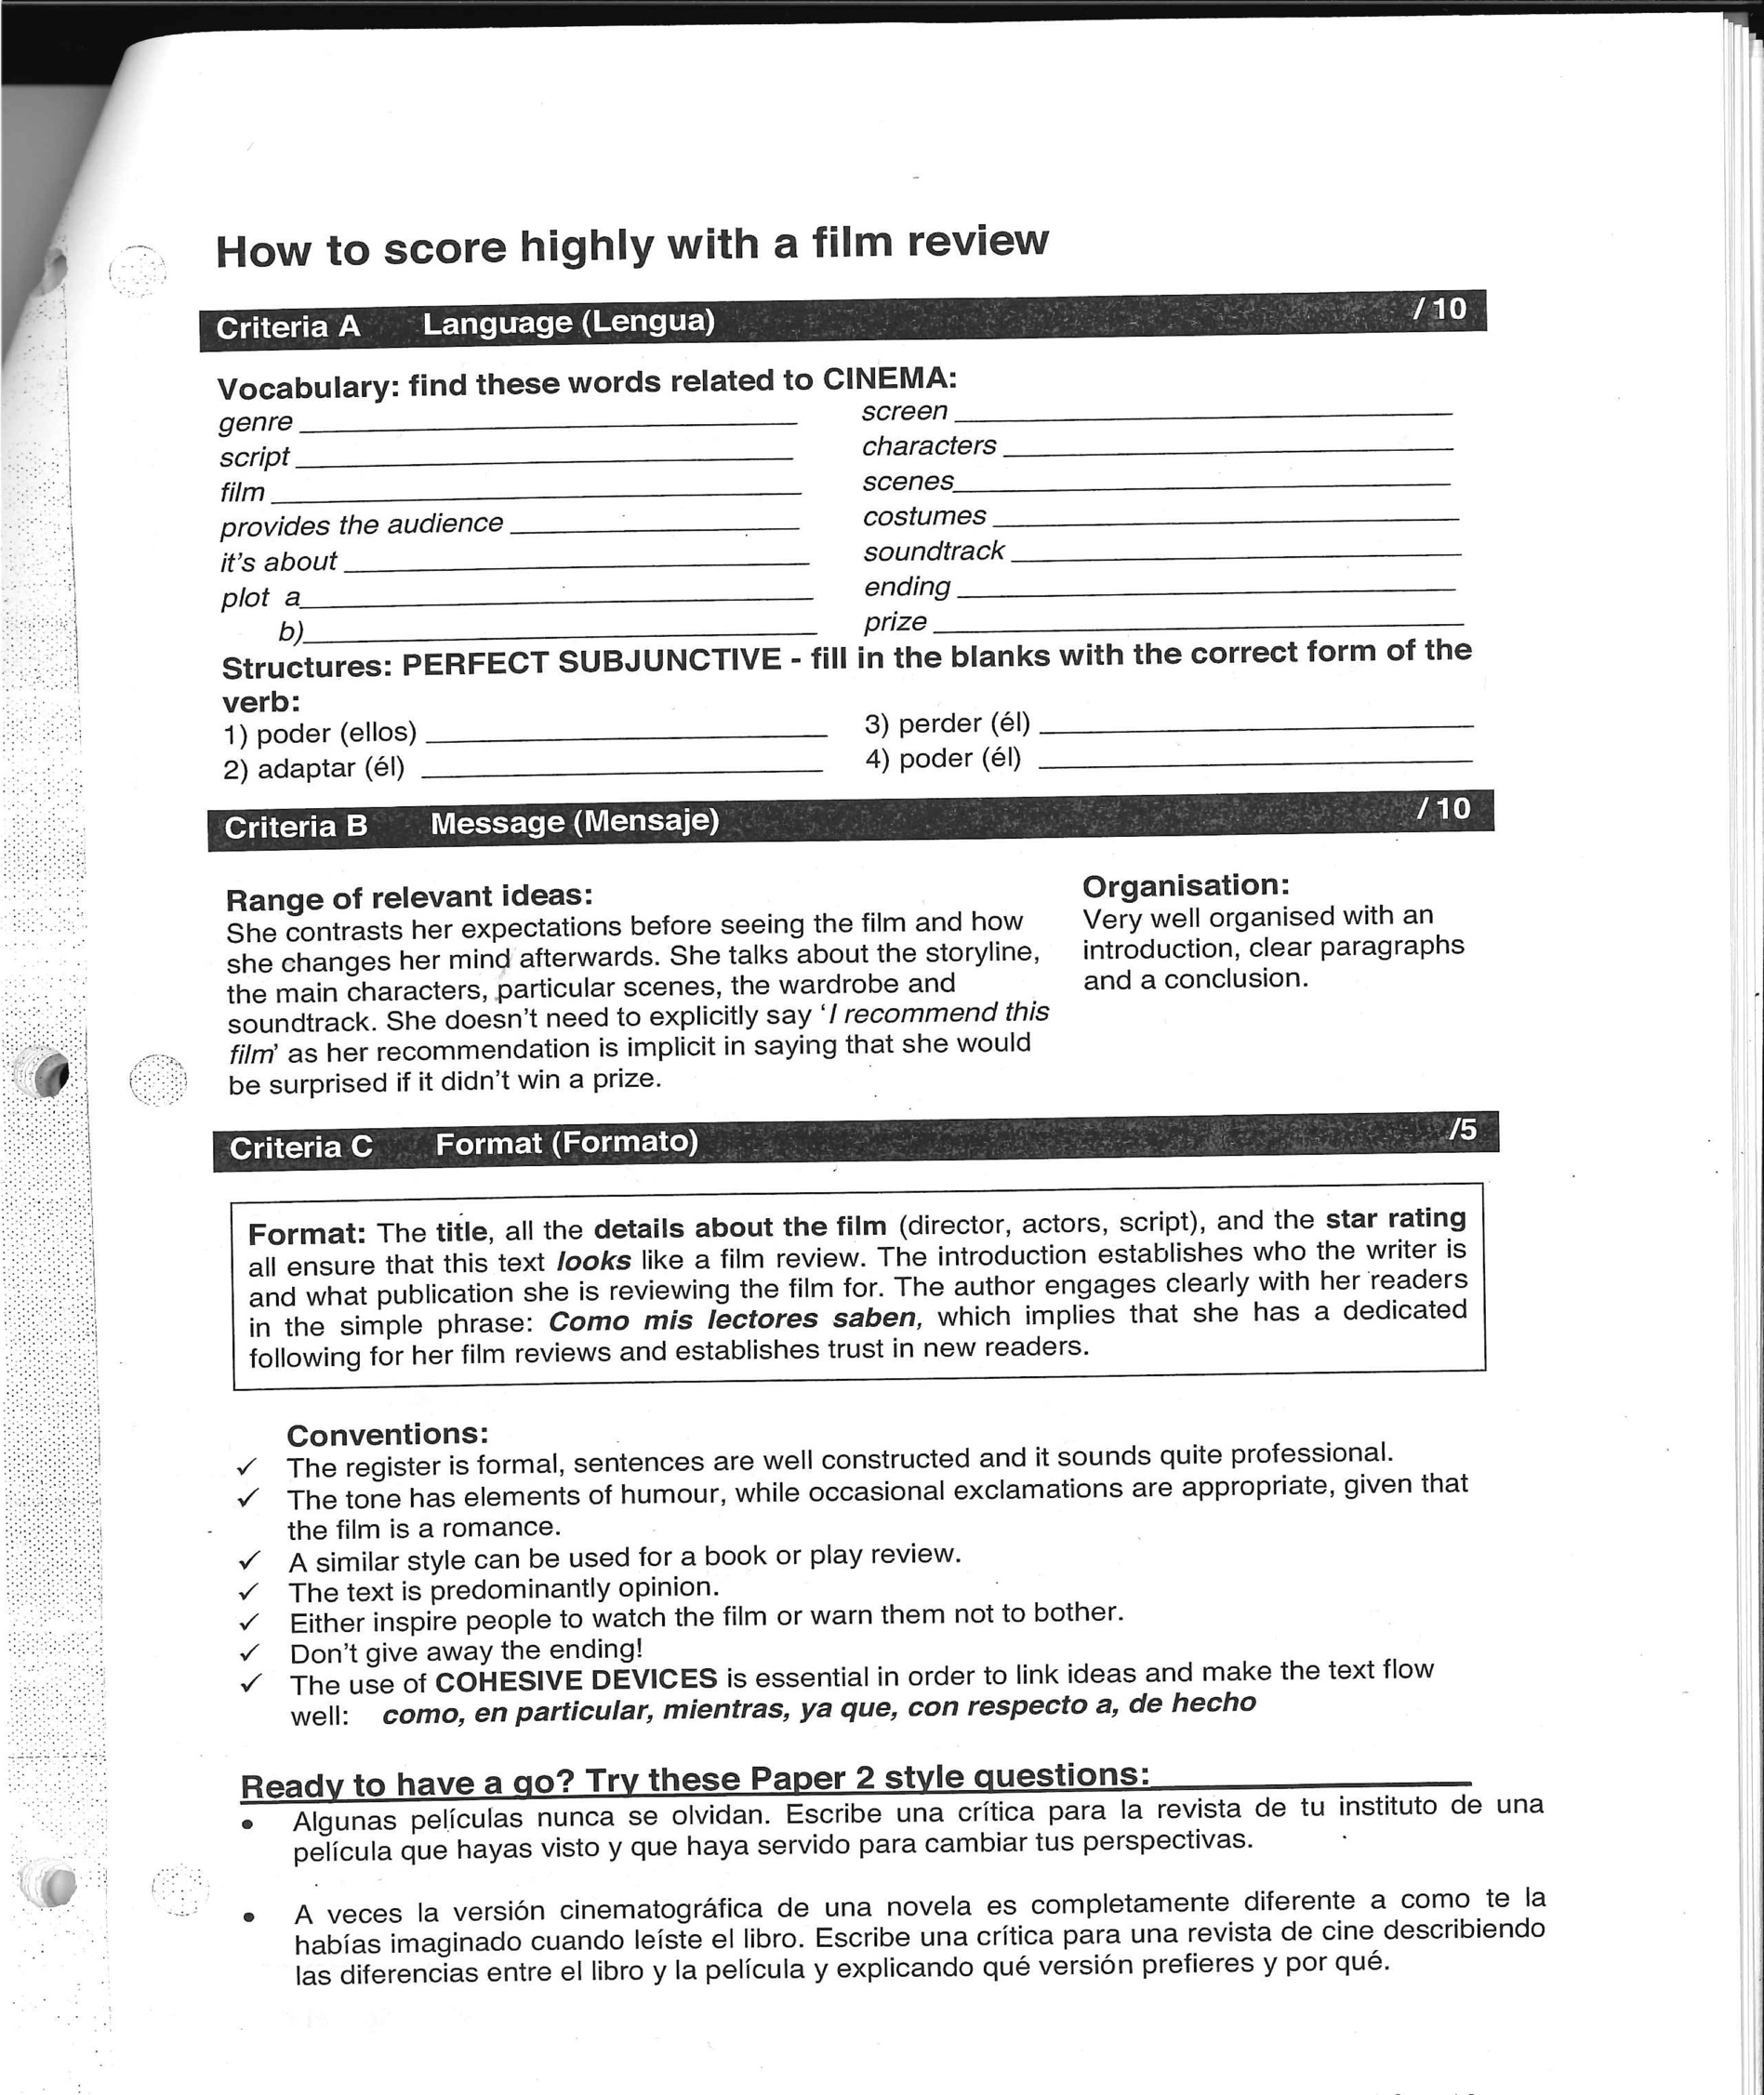 How to score highly with a film review
Criteria A Language (Lengua) / 10
Vocabulary: find these words related to CINEMA:
genre
script
film
provides the audience
it's about
plot a
b)
screen
characters
scenes
costumes
soundtrack
ending
prize
Structures: PERFECT SUBJUNCTIVE - fill in the blanks with the correct form of the
verb:
1) poder (ellos)
2) adaptar (él)
3) perder (él)
4) poder (él)
Criteria B Message (Mensaje) / 10
Range of relevant ideas:
She contrasts her expectations before seeing the film and how
she changes her mind afterwards. She talks about the storyline,
the main characters, particular scenes, the wardrobe and
soundtrack. She doesn't need to explicitly say 'I recommend this
film' as her recommendation is implicit in saying that she would
be surprised if it didn't win a prize.
Organisation:
Very well organised with an
introduction, clear paragraphs
and a conclusion.
Criteria C Format (Formato) /5
Format: The title, all the details about the film (director, actors, script), and the star rating
all ensure that this text looks like a film review. The introduction establishes who the writer is
and what publication she is reviewing the film for. The author engages clearly with her readers
in the simple phrase: Como mis lectores saben, which implies that she has a dedicated
following for her film reviews and establishes trust in new readers.
Conventions:
✓ The register is formal, sentences are well constructed and it sounds quite professional.
✓ The tone has elements of humour, while occasional exclamations are appropriate, given that
the film is a romance.
✓ A similar style can be used for a book or play review.
✓ The text is predominantly opinion.
✓ Either inspire people to watch the film or warn them not to bother.
✓ Don't give away the ending!
✓ The use of COHESIVE DEVICES is essential in order to link ideas and make the text flow
well: como, en particular, mientras, ya que, con respecto a, de hecho
Ready to have a go? Try these Paper 2 style questions:
• Algunas películas nunca se olvidan. Escribe una crítica para la revista de tu instituto de una
película que hayas visto y que haya servido para cambiar tus perspectivas.
• A veces la versión cinematográfica de una novela es completamente diferente a como te la
habías imaginado cuando leíste el libro. Escribe una crítica para una revista de cine describiendo
las diferencias entre el libro y la película y explicando qué versión prefieres y por qué.